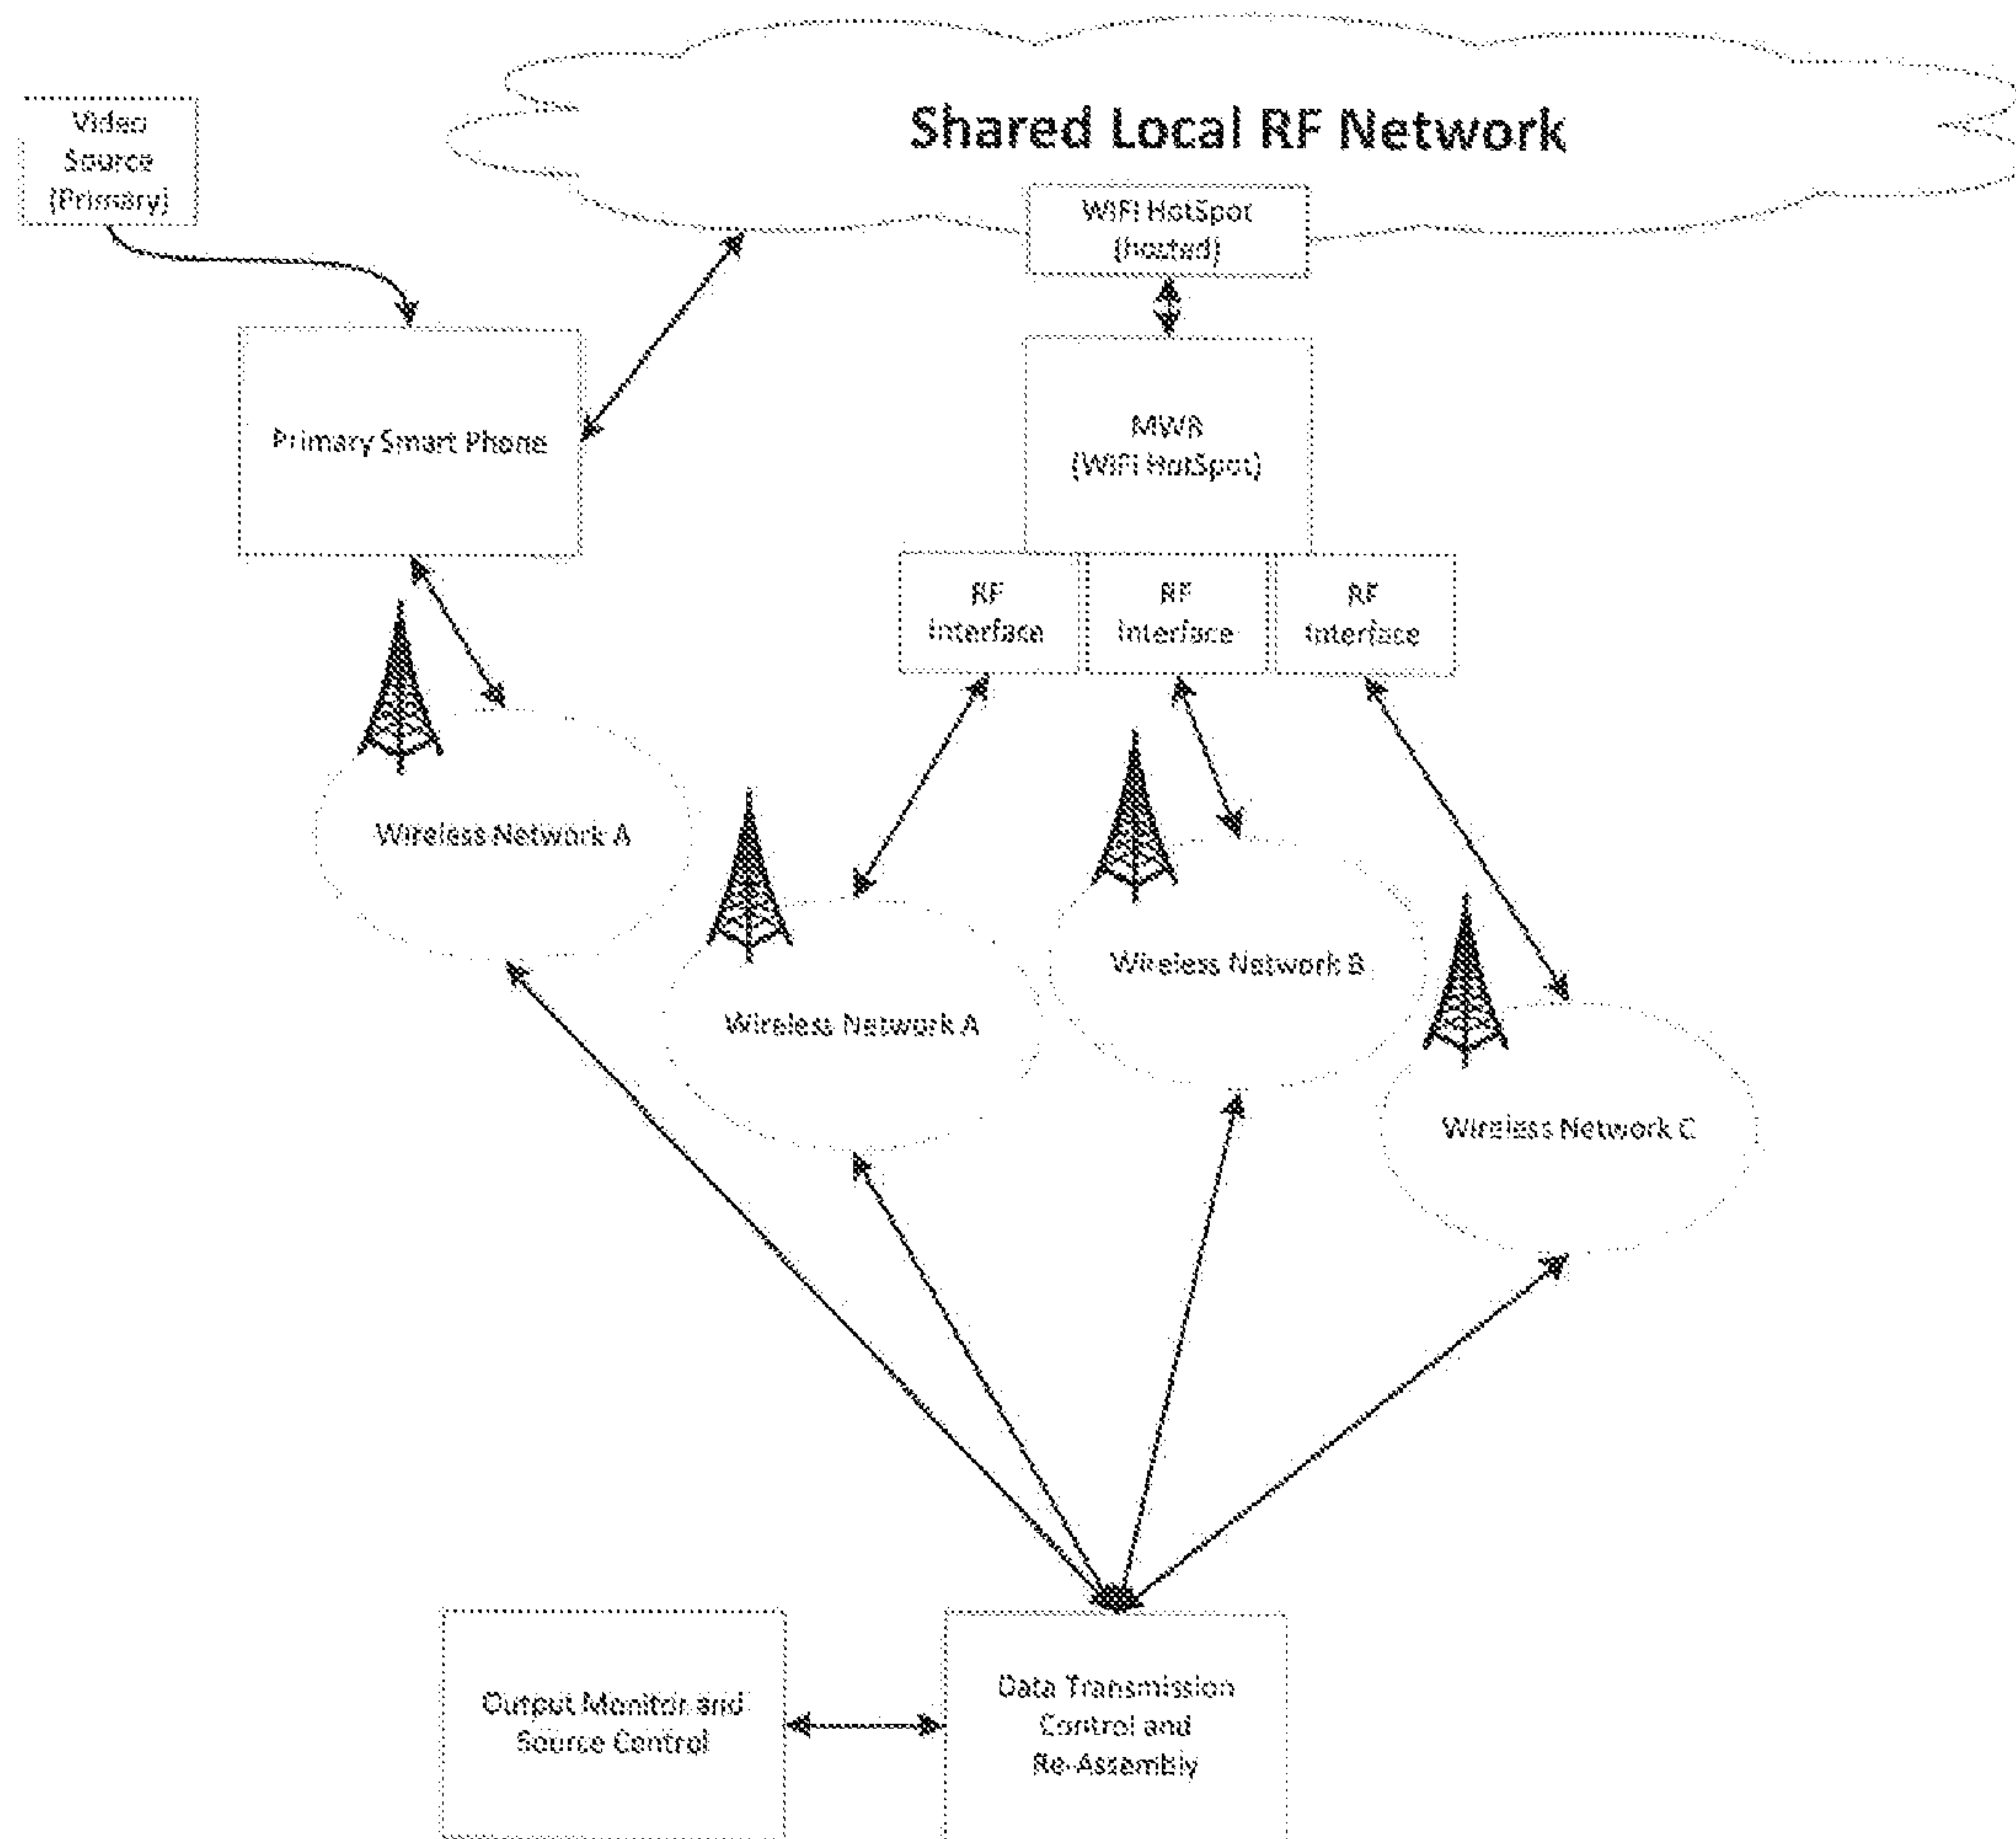 Shared Local RF Network
Video
Source
(Primary)
WiFi HotSpot
(hosted)
Primary Smart Phone
MWR
(WiFi HotSpot)
RF
Interface
RF
Interface
RF
Interface
Wireless Network A
Wireless Network A
Wireless Network B
Wireless Network C
Output Monitor and
Source Control
Data Transmission
Control and
Re-Assembly